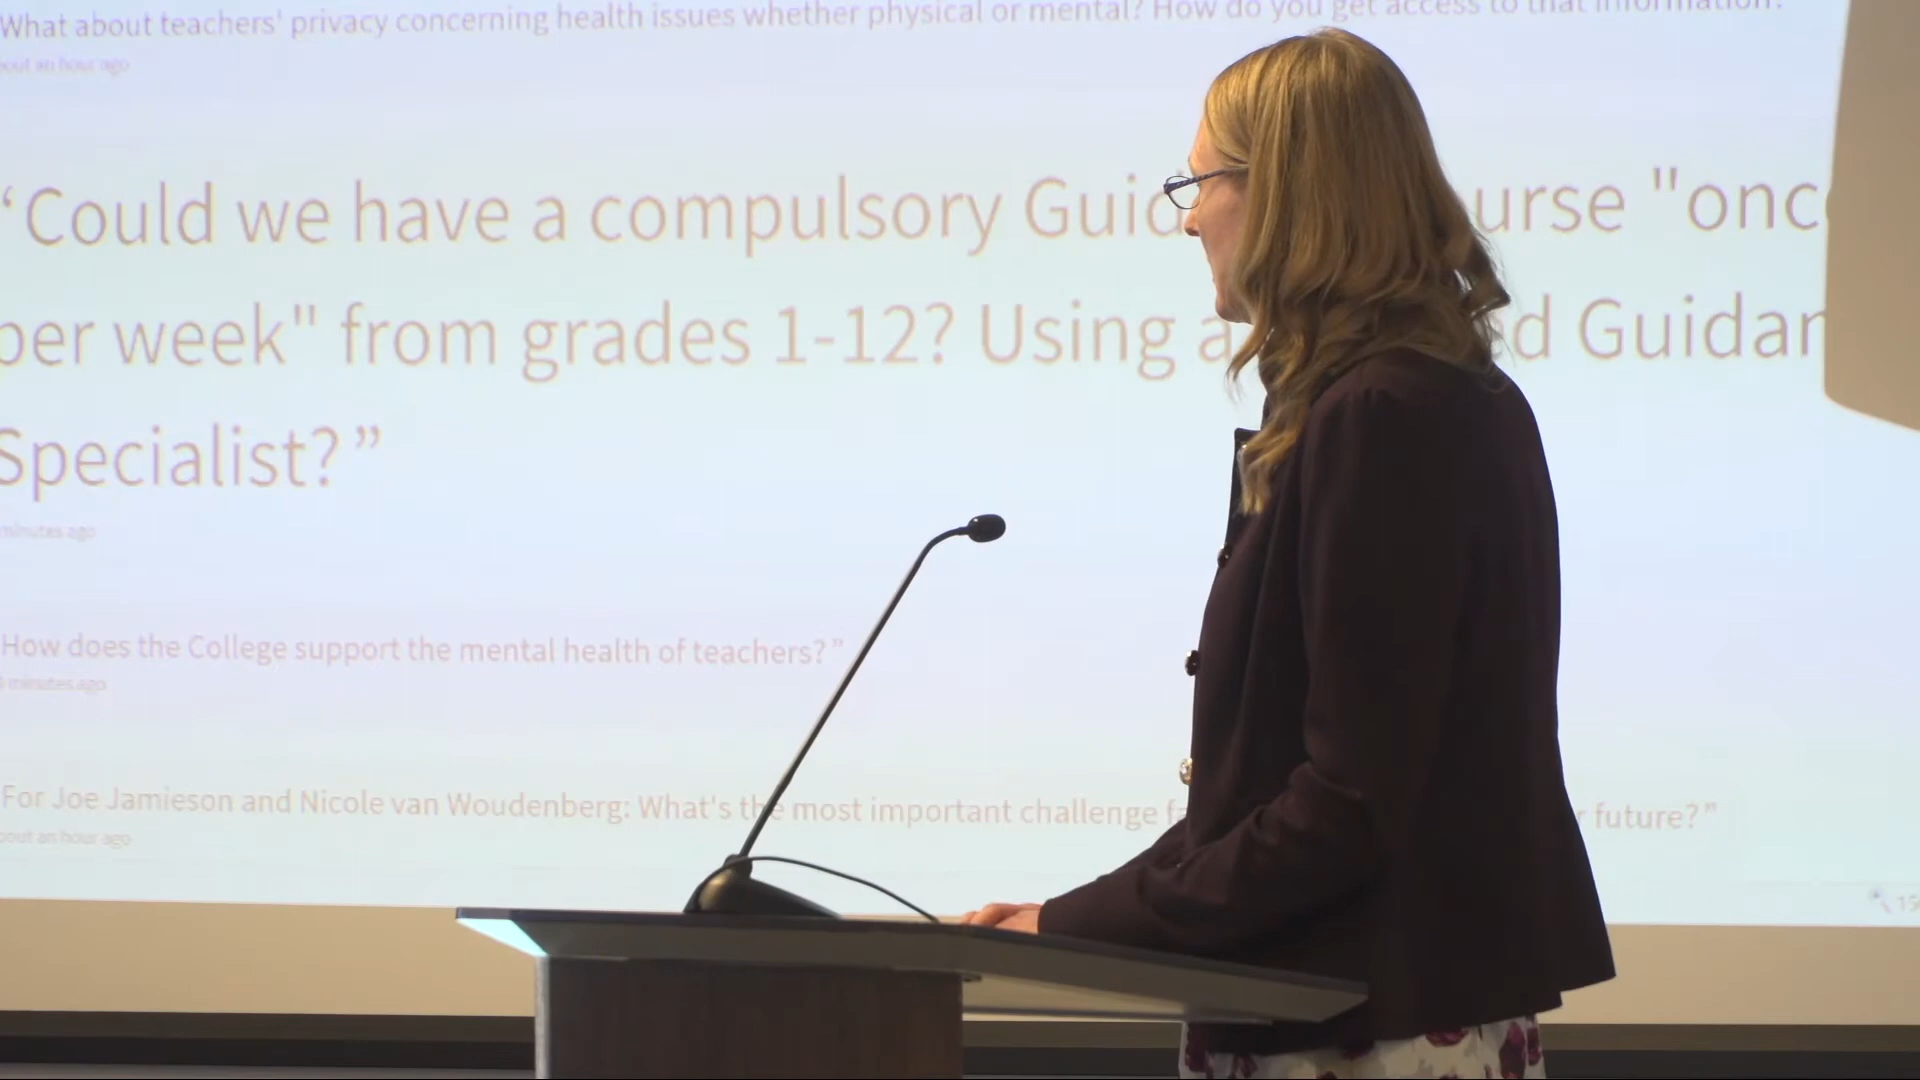 What about teachers' privacy concerning health issues whether physical or mental? How do you get access to that information?
out an hour ago
“Could we have a compulsory Guid urse "onc
per week" from grades 1-12? Using a d Guidan
Specialist?”
minutes ago
How does the College support the mental health of teachers?”
minutes ago
For Joe Jamieson and Nicole van Woudenberg: What's the most important challenge fa r future?”
bout an hour ago